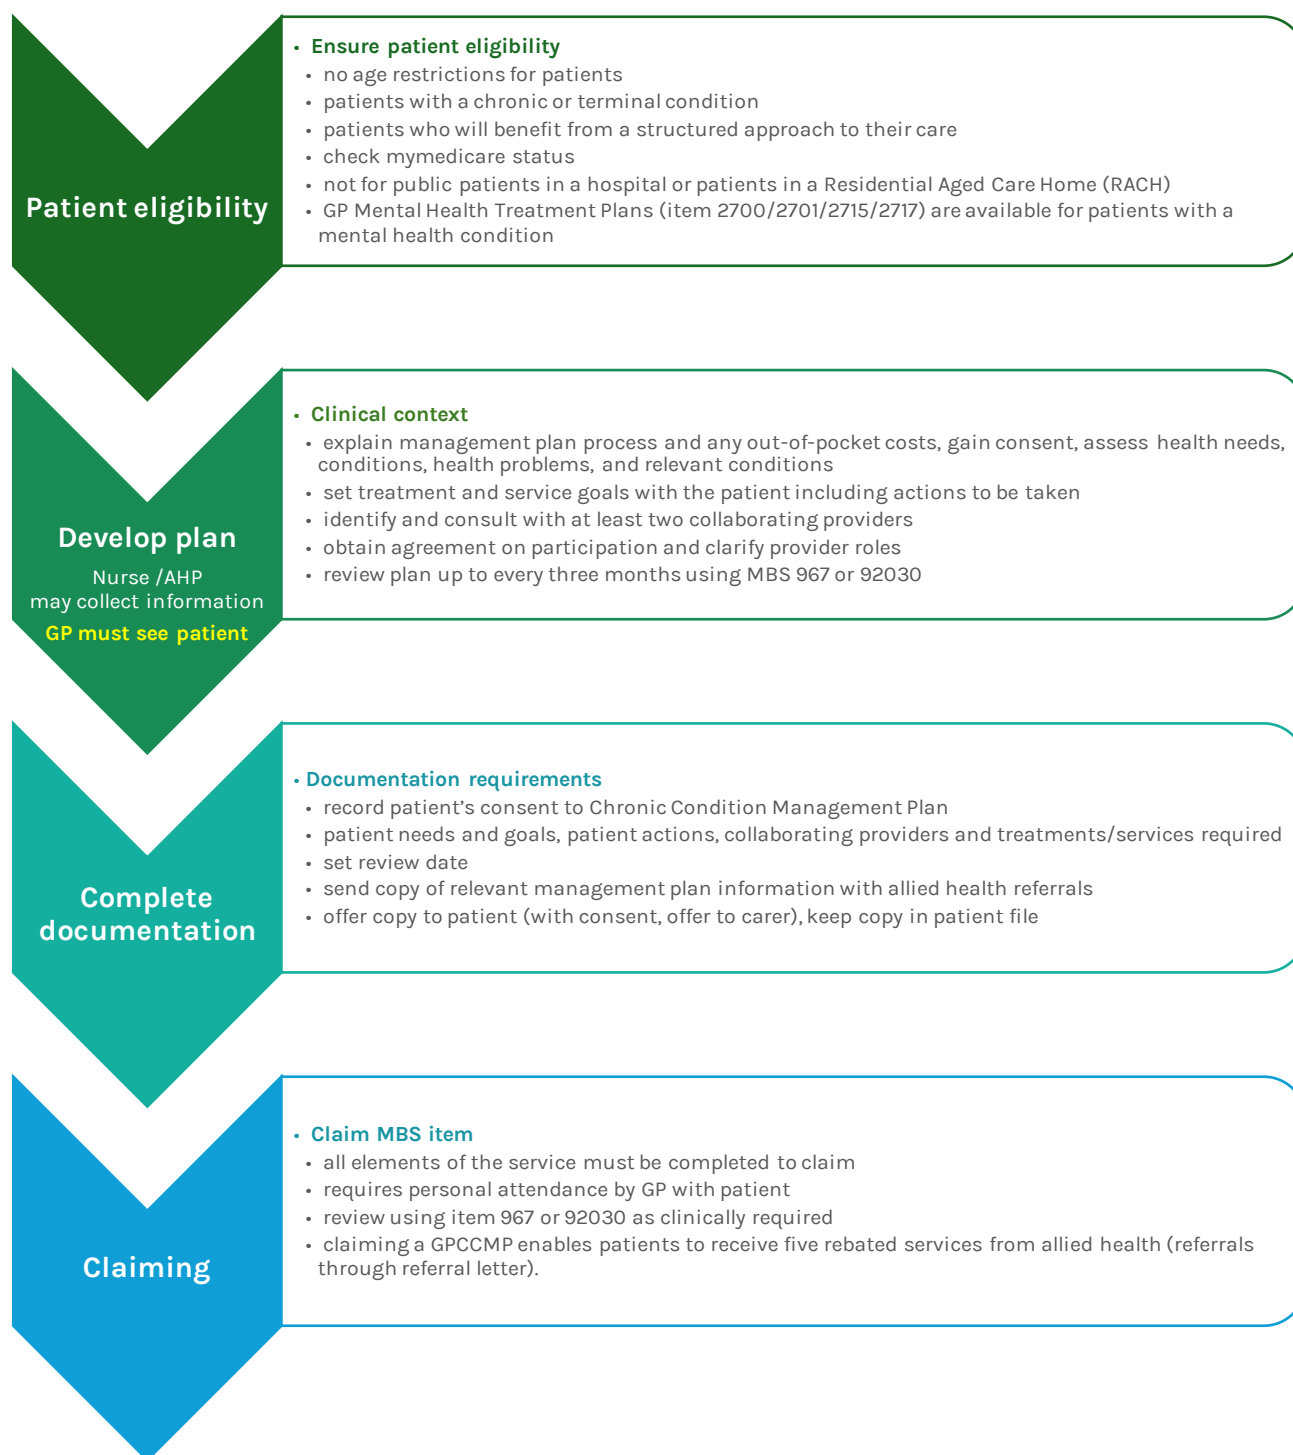 Patient eligibility
• Ensure patient eligibility
• no age restrictions for patients
• patients with a chronic or terminal condition
• patients who will benefit from a structured approach to their care
• check mymedicare status
• not for public patients in a hospital or patients in a Residential Aged Care Home (RACH)
• GP Mental Health Treatment Plans (item 2700/2701/2715/2717) are available for patients with a
mental health condition
Develop plan
Nurse /AHP
may collect information
GP must see patient
• Clinical context
• explain management plan process and any out-of-pocket costs, gain consent, assess health needs,
conditions, health problems, and relevant conditions
• set treatment and service goals with the patient including actions to be taken
• identify and consult with at least two collaborating providers
• obtain agreement on participation and clarify provider roles
• review plan up to every three months using MBS 967 or 92030
Complete
documentation
• Documentation requirements
• record patient’s consent to Chronic Condition Management Plan
• patient needs and goals, patient actions, collaborating providers and treatments/services required
• set review date
• send copy of relevant management plan information with allied health referrals
• offer copy to patient (with consent, offer to carer), keep copy in patient file
Claiming
• Claim MBS item
• all elements of the service must be completed to claim
• requires personal attendance by GP with patient
• review using item 967 or 92030 as clinically required
• claiming a GPCCMP enables patients to receive five rebated services from allied health (referrals
through referral letter).